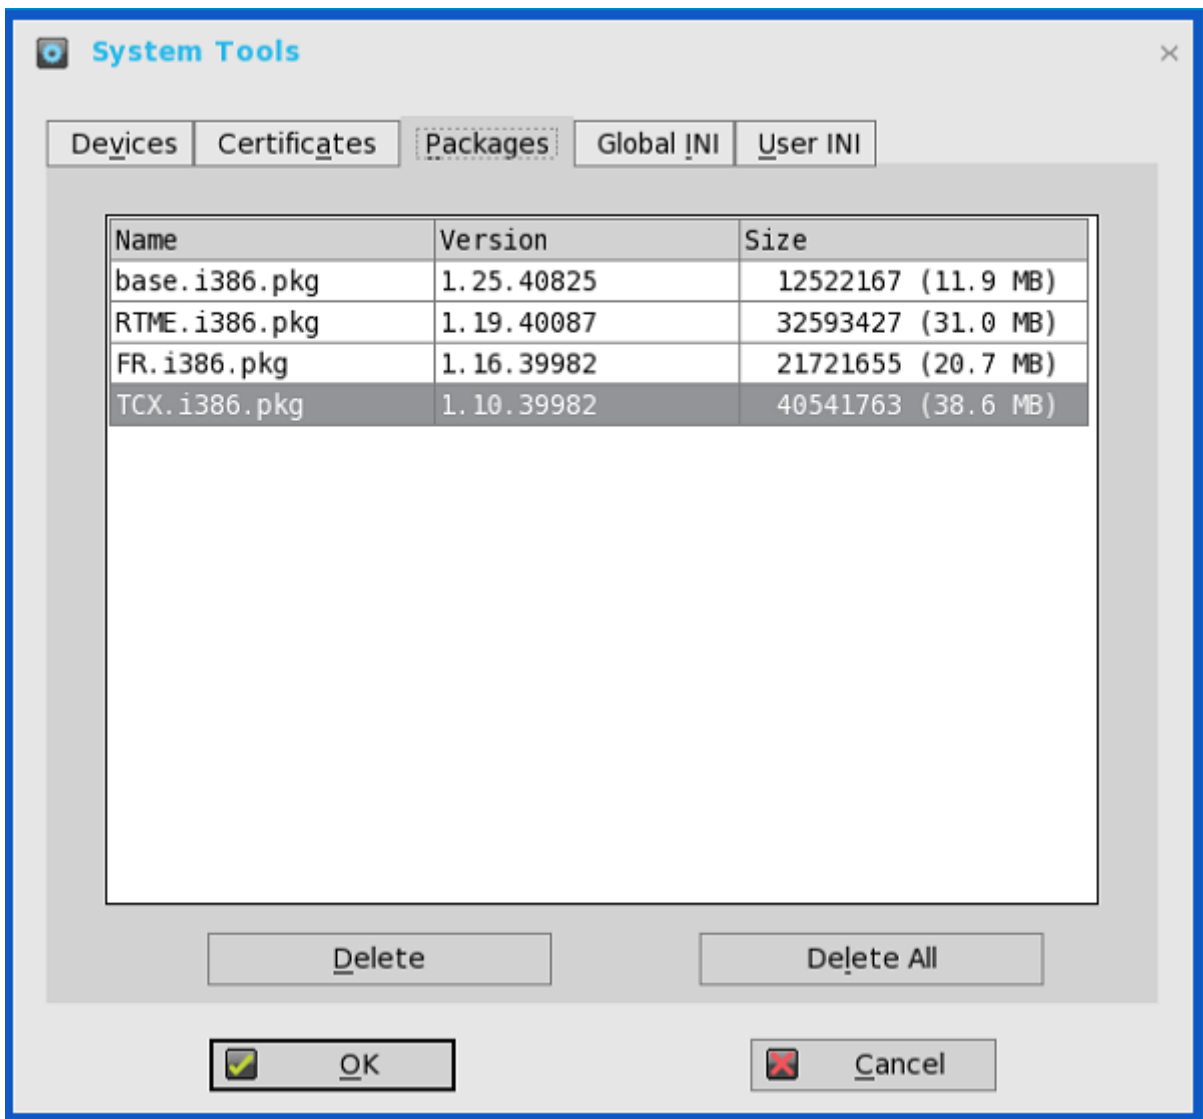 System Tools
Devices Certificates Packages Global INI User INI
Name Version Size
base.i386.pkg 1.25.40825 12522167 (11.9 MB)
RTME.i386.pkg 1.19.40087 32593427 (31.0 MB)
FR.i386.pkg 1.16.39982 21721655 (20.7 MB)
TCX.i386.pkg 1.10.39982 40541763 (38.6 MB)
Delete Delete All
OK Cancel